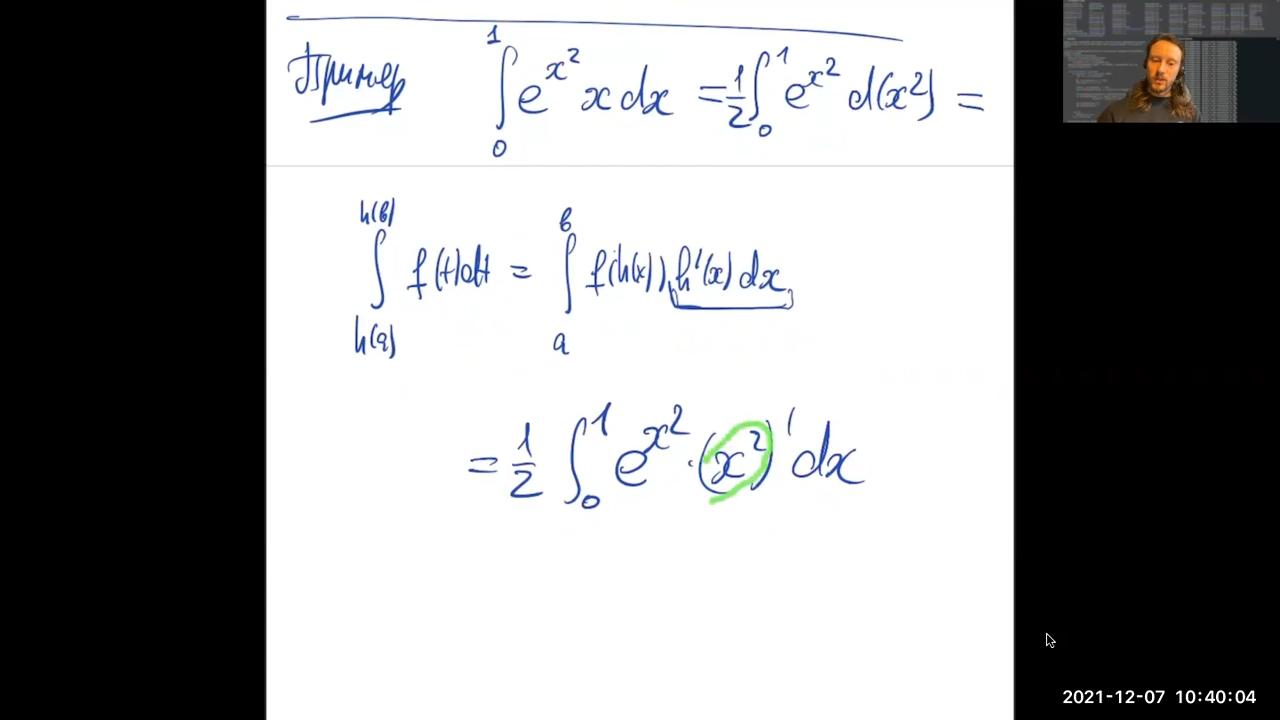 Пример ∫₀¹ e^{x²} x dx = ½ ∫₀¹ e^{x²} d(x²) =
∫_{h(a)}^{h(b)} f(t)dt = ∫_a^b f(h(x)) h'(x) dx
= ½ ∫₀¹ e^{x²} · (x²)' dx
2021-12-07 10:40:04